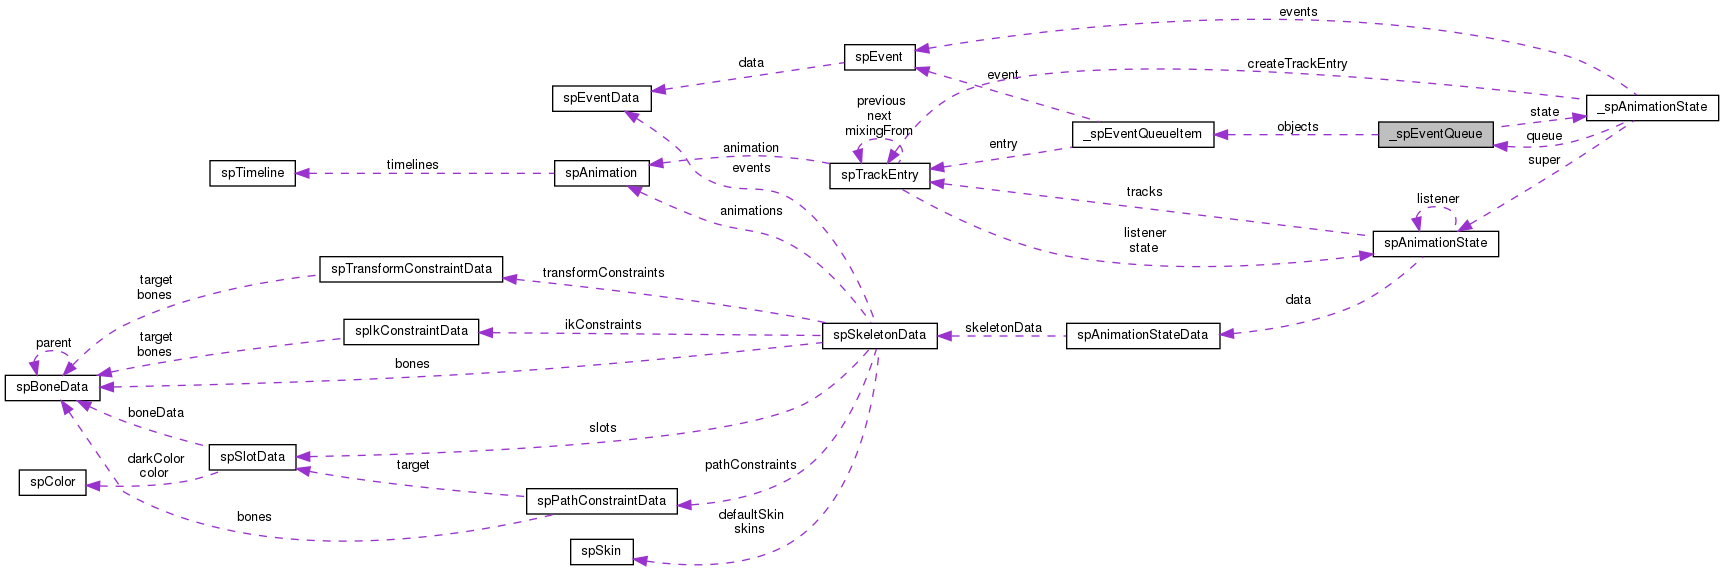 events
spEvent
createTrackEntry
data
event
spEventData
previous
next
mixingFrom
_spAnimationState
state
_spEventQueueItem
objects
_spEventQueue
queue
entry
animation
super
timelines
spTimeline
spAnimation
events
spTrackEntry
tracks
listener
animations
listener
state
spAnimationState
transformConstraints
spTransformConstraintData
target
bones
data
ikConstraints
spIkConstraintData
target
bones
skeletonData
spSkeletonData
spAnimationStateData
parent
bones
spBoneData
boneData
slots
spSlotData
darkColor
color
target
pathConstraints
spColor
spPathConstraintData
bones
defaultSkin
skins
spSkin